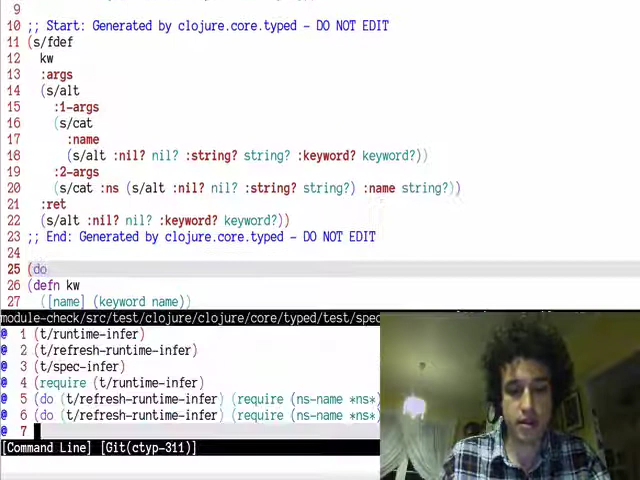 9
10 ;; Start: Generated by clojure.core.typed - DO NOT EDIT
11 (s/fdef
12 kw
13 :args
14 (s/alt
15 :1-args
16 (s/cat
17 :name
18 (s/alt :nil? nil? :string? string? :keyword? keyword?))
19 :2-args
20 (s/cat :ns (s/alt :nil? nil? :string? string?) :name string?))
21 :ret
22 (s/alt :nil? nil? :keyword? keyword?))
23 ;; End: Generated by clojure.core.typed - DO NOT EDIT
24
25 (do
26 (defn kw
27 ([name] (keyword name))
module-check/src/test/clojure/clojure/core/typed/test/spec
@ 1 (t/runtime-infer)
@ 2 (t/refresh-runtime-infer)
@ 3 (t/spec-infer)
@ 4 (require (t/runtime-infer)
@ 5 (do (t/refresh-runtime-infer) (require (ns-name *ns*)
@ 6 (do (t/refresh-runtime-infer) (require (ns-name *ns*)
@ 7
[Command Line] [Git(ctyp-311)]